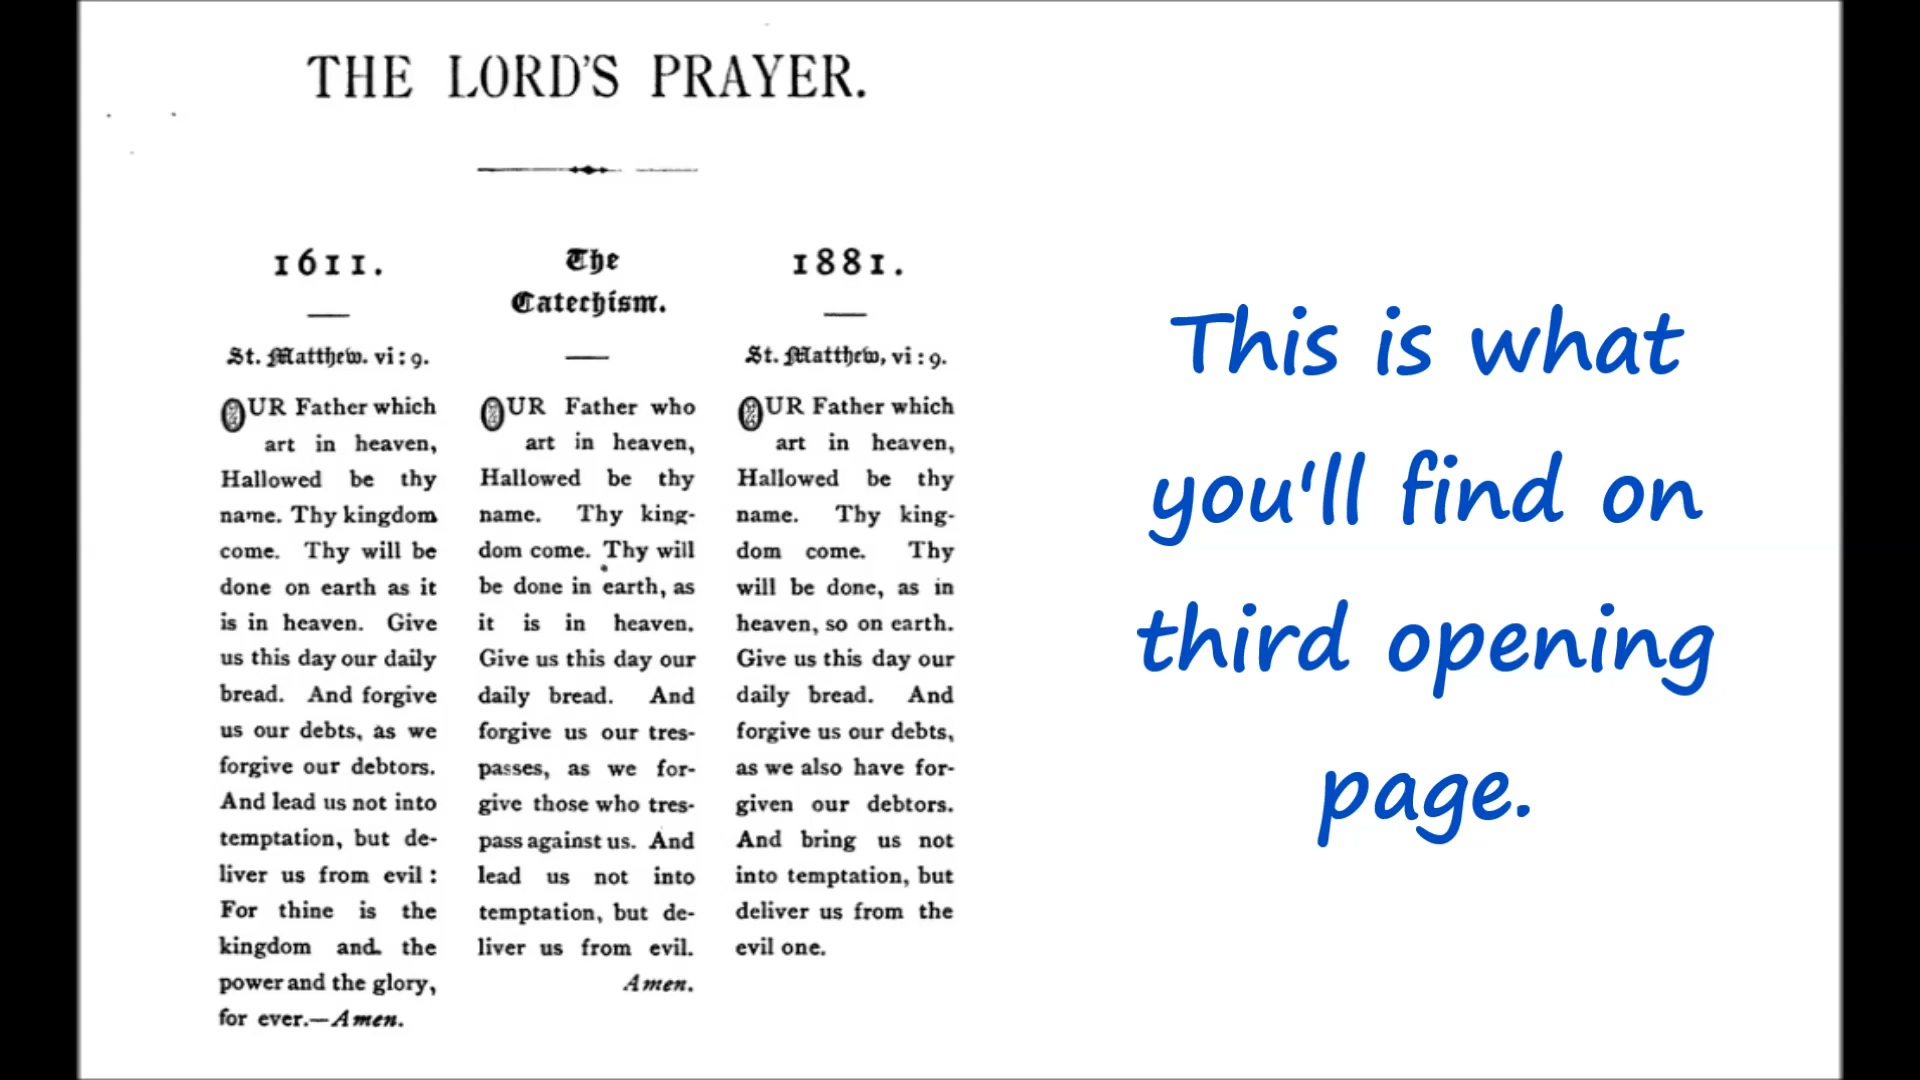 THE LORD'S PRAYER.
1611.
St. Matthew. vi: 9.
OUR Father which
art in heaven,
Hallowed be thy
name. Thy kingdom
come. Thy will be
done on earth as it
is in heaven. Give
us this day our daily
bread. And forgive
us our debts, as we
forgive our debtors.
And lead us not into
temptation, but de-
liver us from evil :
For thine is the
kingdom and the
power and the glory,
for ever.—Amen.
The
Catechism.
OUR Father who
art in heaven,
Hallowed be thy
name. Thy king-
dom come. Thy will
be done in earth, as
it is in heaven.
Give us this day our
daily bread. And
forgive us our tres-
passes, as we for-
give those who tres-
pass against us. And
lead us not into
temptation, but de-
liver us from evil.
Amen.
1881.
St. Matthew, vi : 9.
OUR Father which
art in heaven,
Hallowed be thy
name. Thy king-
dom come. Thy
will be done, as in
heaven, so on earth.
Give us this day our
daily bread. And
forgive us our debts,
as we also have for-
given our debtors.
And bring us not
into temptation, but
deliver us from the
evil one.
This is what
you'll find on
third opening
page.